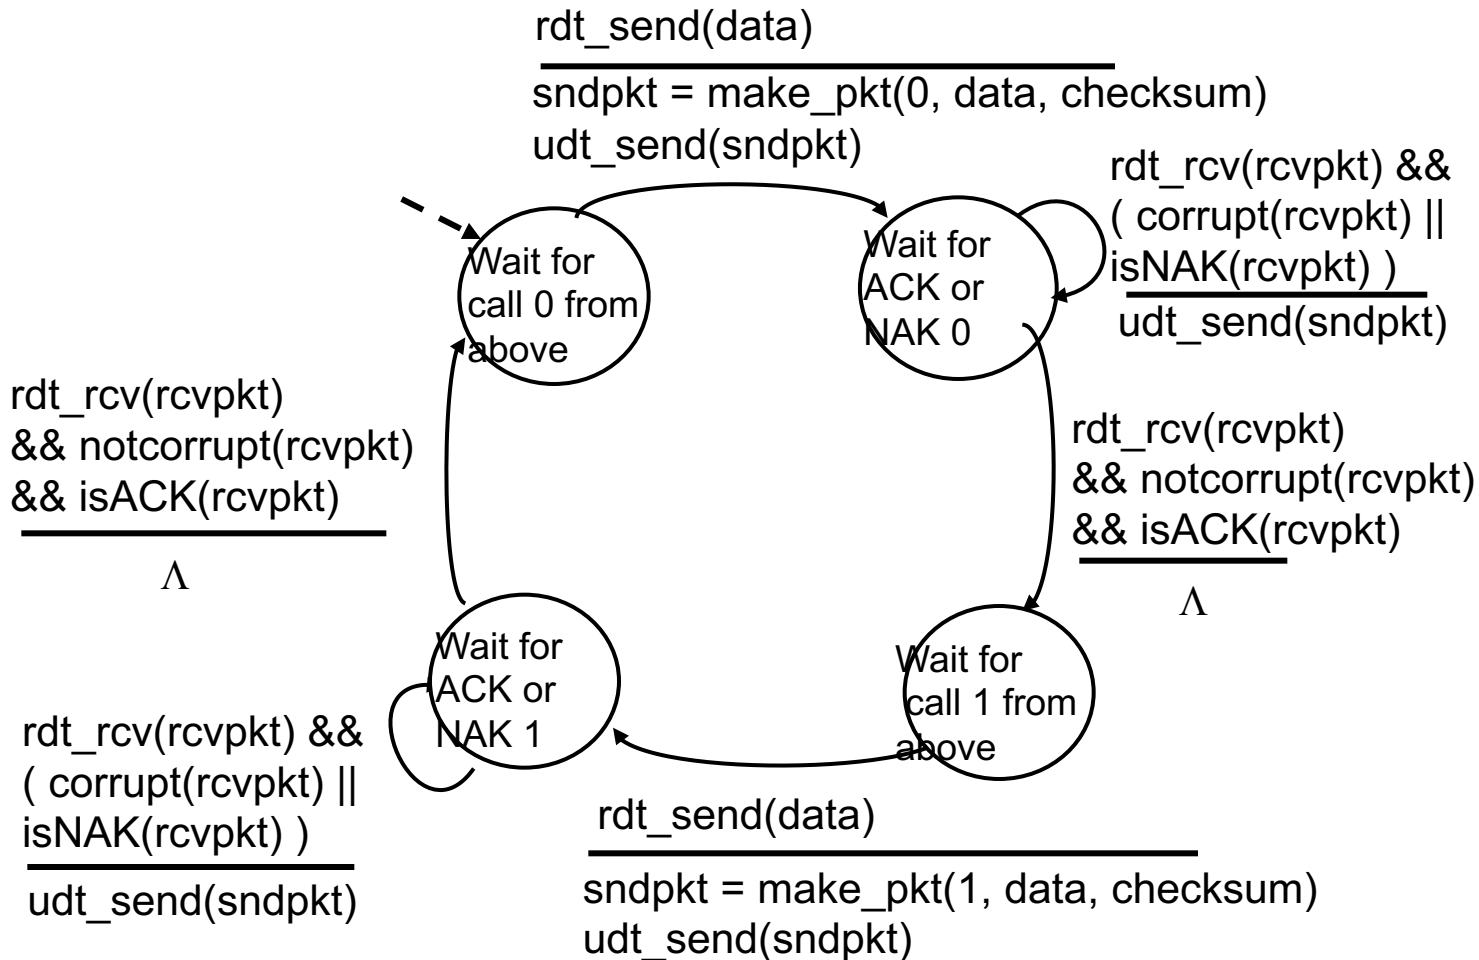 rdt_send(data)
sndpkt = make_pkt(0, data, checksum)
udt_send(sndpkt)
rdt_rcv(rcvpkt) &&
( corrupt(rcvpkt) ||
isNAK(rcvpkt) )
udt_send(sndpkt)
Wait for
call 0 from
above
Wait for
ACK or
NAK 0
rdt_rcv(rcvpkt)
&& notcorrupt(rcvpkt)
&& isACK(rcvpkt)
Λ
rdt_rcv(rcvpkt)
&& notcorrupt(rcvpkt)
&& isACK(rcvpkt)
Λ
Wait for
ACK or
NAK 1
Wait for
call 1 from
above
rdt_rcv(rcvpkt) &&
( corrupt(rcvpkt) ||
isNAK(rcvpkt) )
udt_send(sndpkt)
rdt_send(data)
sndpkt = make_pkt(1, data, checksum)
udt_send(sndpkt)